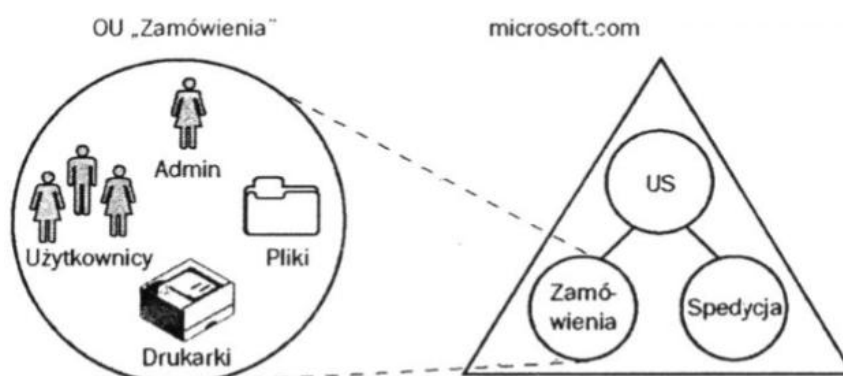 OU „Zamówienia"
microsoft.com
Admin
Użytkownicy
Pliki
Drukarki
US
Zamó-
wienia
Spedycja